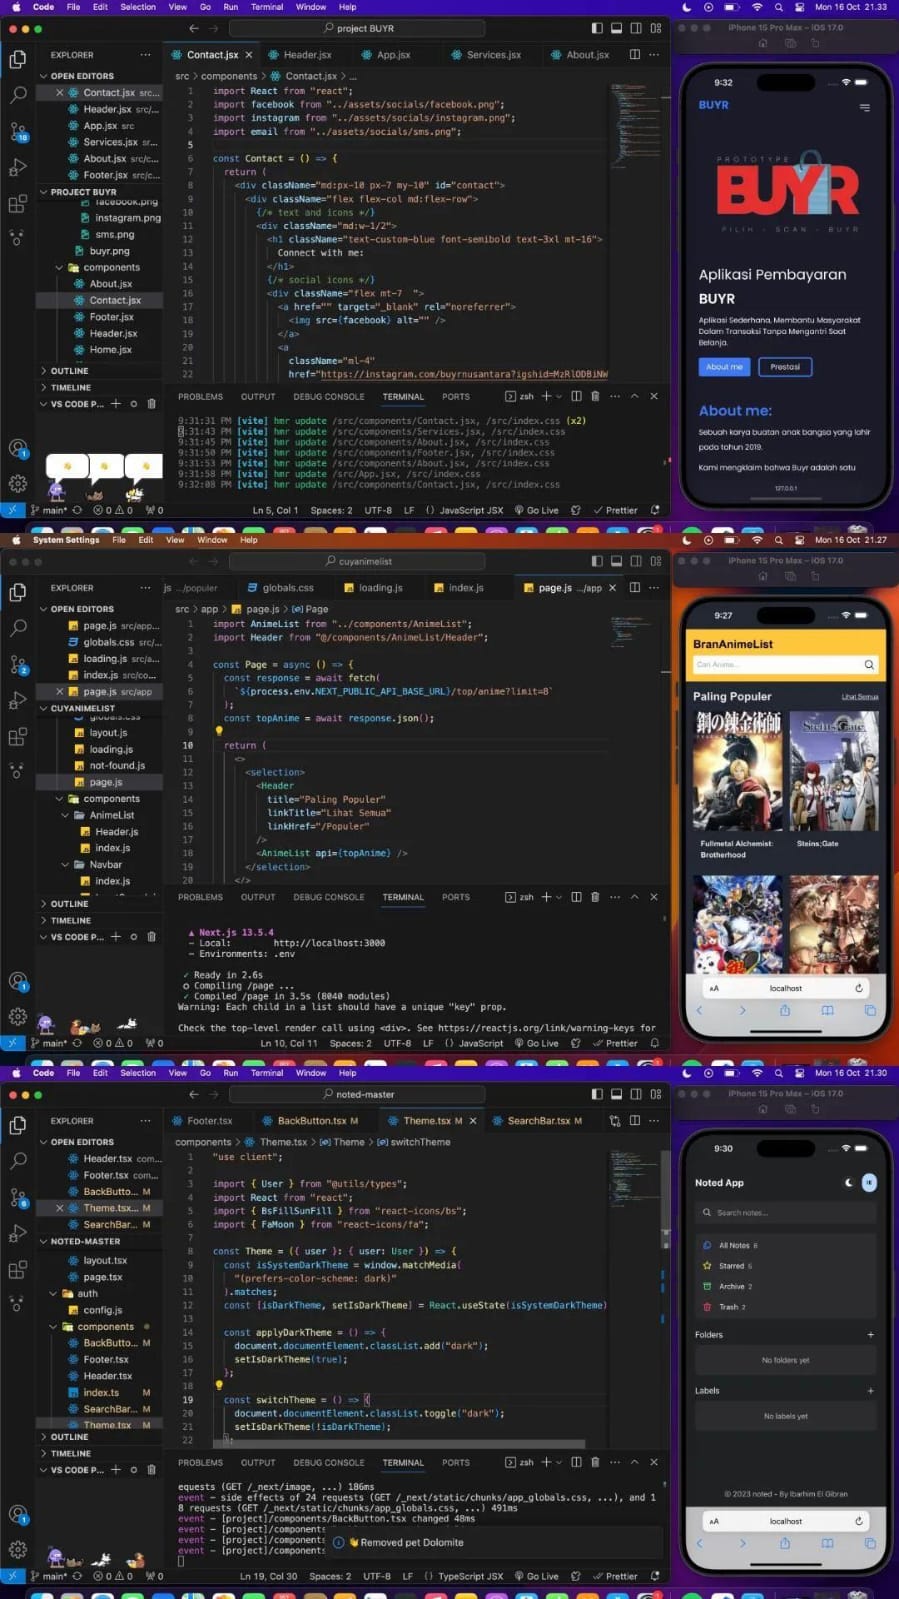 Code File Edit Selection View Go Run Terminal Window Help
Mon 16 Oct 21.33
project BUYR
EXPLORER
OPEN EDITORS
Contact.jsx src...
Header.jsx src/...
App.jsx src
Services.jsx sr...
About.jsx src/c...
Footer.jsx src/...
PROJECT BUYR
facebook.png
instagram.png
sms.png
buyr.png
components
About.jsx
Contact.jsx
Footer.jsx
Header.jsx
Home.jsx
OUTLINE
TIMELINE
VS CODE P...
Contact.jsx Header.jsx App.jsx Services.jsx About.jsx
src > components > Contact.jsx > ...
1 import React from "react";
2 import facebook from "../assets/socials/facebook.png";
3 import instagram from "../assets/socials/instagram.png";
4 import email from "../assets/socials/sms.png";
5
6 const Contact = () => {
7 return (
8 <div className="md:px-10 px-7 my-10" id="contact">
9 <div className="flex flex-col md:flex-row">
10 {/* text and icons */}
11 <div className="md:w-1/2">
12 <h1 className="text-custom-blue font-semibold text-3xl mt-16">
13 Connect with me:
14 </h1>
15 {/* social icons */}
16 <div className="flex mt-7 ">
17 <a href="" target="_blank" rel="noreferrer">
18 <img src={facebook} alt="" />
19 </a>
20 <a
21 className="ml-4"
22 href="https://instagram.com/buyrnusantara?igshid=MzRlODBiNW
PROBLEMS OUTPUT DEBUG CONSOLE TERMINAL PORTS
zsh
9:31:31 PM [vite] hmr update /src/components/Contact.jsx, /src/index.css (x2)
9:31:43 PM [vite] hmr update /src/components/Services.jsx, /src/index.css
9:31:45 PM [vite] hmr update /src/components/About.jsx, /src/index.css
9:31:50 PM [vite] hmr update /src/components/Footer.jsx, /src/index.css
9:31:53 PM [vite] hmr update /src/components/About.jsx, /src/index.css
9:31:58 PM [vite] hmr update /src/App.jsx, /src/index.css
9:32:08 PM [vite] hmr update /src/components/Contact.jsx, /src/index.css
main* 0 0 0 Ln 5, Col 1 Spaces: 2 UTF-8 LF {} JavaScript JSX Go Live Prettier
iPhone 15 Pro Max – iOS 17.0
9:32
BUYR
PROTOTYPE
BUYR
PILIH - SCAN - BUYR
Aplikasi Pembayaran
BUYR
Aplikasi Sederhana, Membantu Masyarakat
Dalam Transaksi Tanpa Mengantri Saat
Belanja.
About me Prestasi
About me:
Sebuah karya buatan anak bangsa yang lahir
pada tahun 2019.
Kami mengklaim bahwa Buyr adalah satu
127.0.0.1
System Settings File Edit View Window Help
Mon 16 Oct 21.27
cuyanimelist
EXPLORER
OPEN EDITORS
page.js src/app...
globals.css src/...
loading.js src/a...
index.js src/co...
page.js src/app
CUYANIMELIST
globals.css
layout.js
loading.js
not-found.js
page.js
components
AnimeList
Header.js
index.js
Navbar
index.js
OUTLINE
TIMELINE
VS CODE P...
js .../populer globals.css loading.js index.js page.js .../app
src > app > page.js > Page
1 import AnimeList from "../components/AnimeList";
2 import Header from "@/components/AnimeList/Header";
3
4 const Page = async () => {
5 const response = await fetch(
6 `${process.env.NEXT_PUBLIC_API_BASE_URL}/top/anime?limit=8`
7 );
8 const topAnime = await response.json();
9
10 return (
11 <>
12 <selection>
13 <Header
14 title="Paling Populer"
15 linkTitle="Lihat Semua"
16 linkHref="/Populer"
17 />
18 <AnimeList api={topAnime} />
19 </selection>
20 </>
PROBLEMS OUTPUT DEBUG CONSOLE TERMINAL PORTS
zsh
▲ Next.js 13.5.4
- Local: http://localhost:3000
- Environments: .env
✓ Ready in 2.6s
○ Compiling /page ...
✓ Compiled /page in 3.5s (8040 modules)
Warning: Each child in a list should have a unique "key" prop.
Check the top-level render call using <div>. See https://reactjs.org/link/warning-keys for
main* 0 0 0 Ln 10, Col 11 Spaces: 2 UTF-8 LF {} JavaScript Go Live Prettier
iPhone 15 Pro Max – iOS 17.0
9:27
BranAnimeList
Cari Anime...
Paling Populer Lihat Semua
鋼の錬金術師
Steins;Gate
Fullmetal Alchemist: Brotherhood
Steins;Gate
AA localhost
Code File Edit Selection View Go Run Terminal Window Help
Mon 16 Oct 21.30
noted-master
EXPLORER
OPEN EDITORS
Header.tsx com...
Footer.tsx com...
BackButto... M
Theme.tsx... M
SearchBar... M
NOTED-MASTER
layout.tsx
page.tsx
auth
config.js
components
BackButto... M
Footer.tsx
Header.tsx
index.ts M
SearchBar... M
Theme.tsx M
OUTLINE
TIMELINE
VS CODE P...
Footer.tsx BackButton.tsx M Theme.tsx M SearchBar.tsx M
components > Theme.tsx > Theme > switchTheme
1 "use client";
2
3 import { User } from "@utils/types";
4 import React from "react";
5 import { BsFillSunFill } from "react-icons/bs";
6 import { FaMoon } from "react-icons/fa";
7
8 const Theme = ({ user }: { user: User }) => {
9 const isSystemDarkTheme = window.matchMedia(
10 "(prefers-color-scheme: dark)"
11 ).matches;
12 const [isDarkTheme, setIsDarkTheme] = React.useState(isSystemDarkTheme)
13
14 const applyDarkTheme = () => {
15 document.documentElement.classList.add("dark");
16 setIsDarkTheme(true);
17 };
18
19 const switchTheme = () => {
20 document.documentElement.classList.toggle("dark");
21 setIsDarkTheme(!isDarkTheme);
22 };
PROBLEMS OUTPUT DEBUG CONSOLE TERMINAL PORTS
zsh
equests (GET /_next/image, ...) 186ms
event - side effects of 24 requests (GET /_next/static/chunks/app_globals.css, ...), and 1
8 requests (GET /_next/static/chunks/app_globals.css, ...) 491ms
event - [project]/components/BackButton.tsx changed 48ms
event - [project]/components
event - [project]/components
event - [project]/components
Removed pet Dolomite
main* 0 0 0 Ln 19, Col 30 Spaces: 2 UTF-8 LF {} TypeScript JSX Go Live Prettier
iPhone 15 Pro Max – iOS 17.0
9:30
Noted App
Search notes...
All Notes 6
Starred 5
Archive 2
Trash 2
Folders +
No folders yet
Labels +
No labels yet
© 2023 noted – By Ibarhim El Gibran
AA localhost